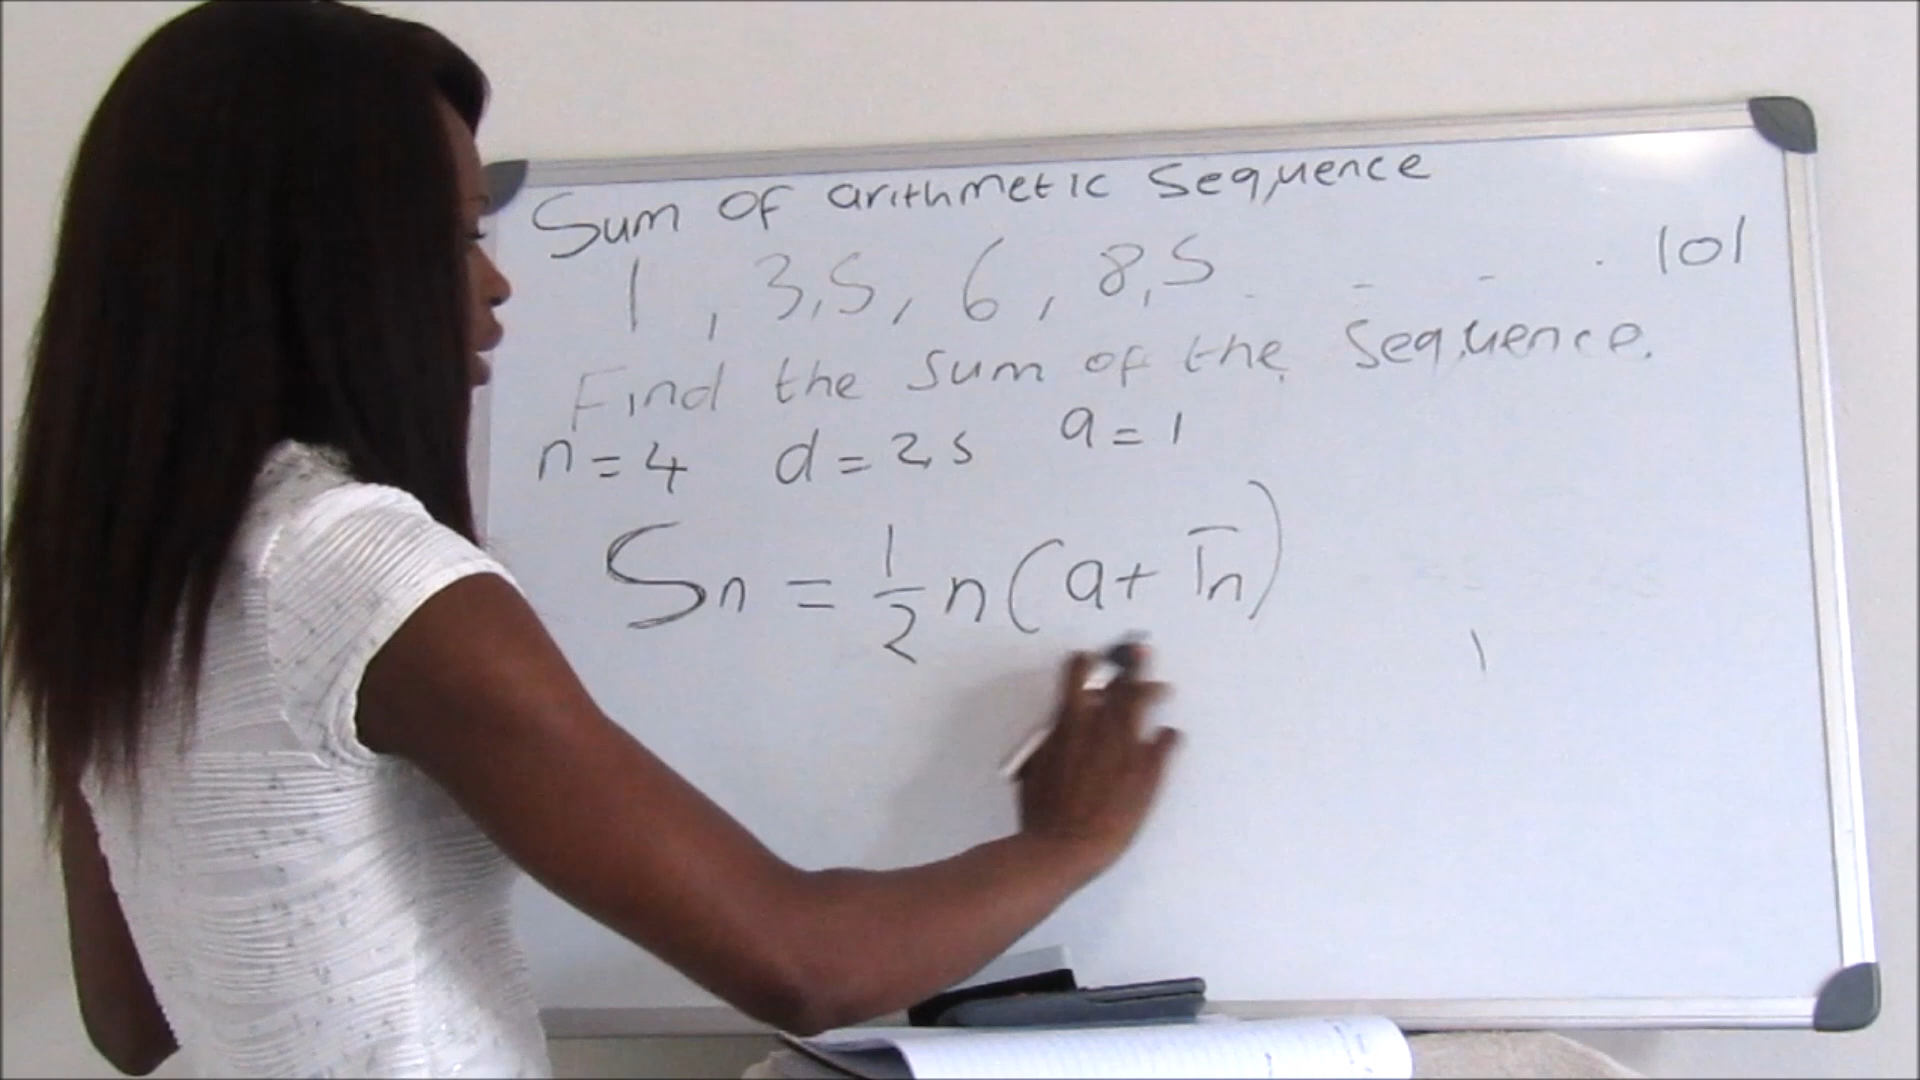 Sum of arithmetic sequence
1 , 3,5 , 6 , 8,5 . - - . 101
Find the sum of the sequence.
n = 4 d = 2,5 a = 1
Sn = 1/2 n (a + Tn)